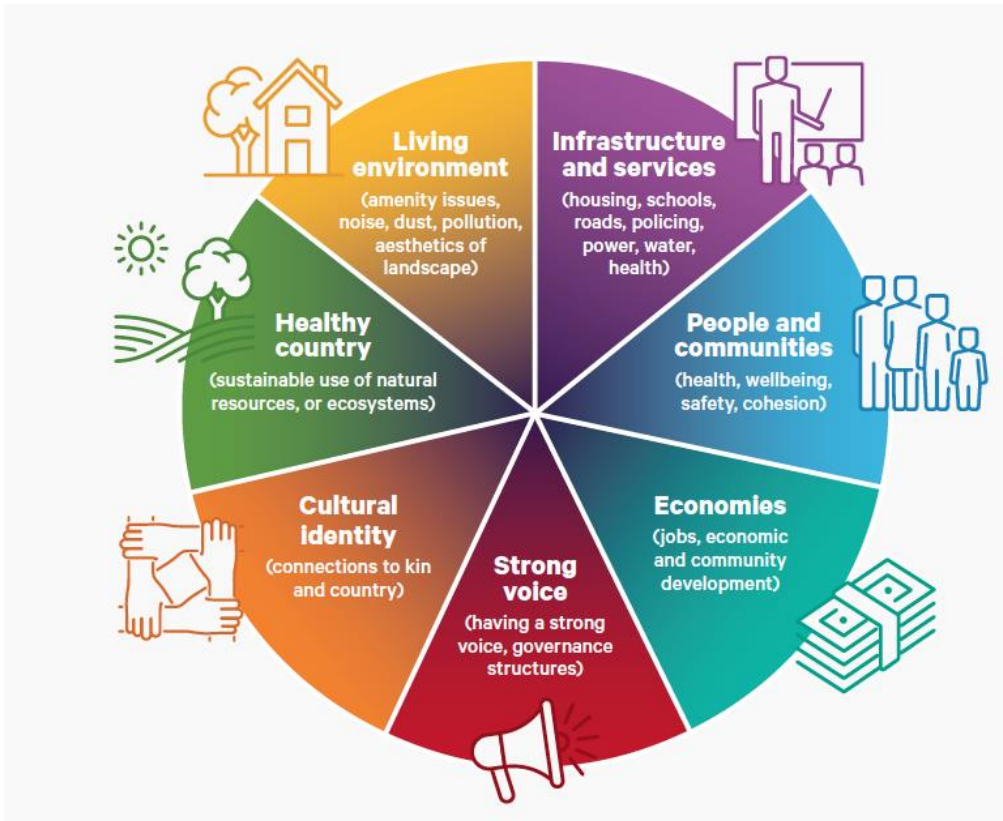 Living
environment
(amenity issues,
noise, dust, pollution,
aesthetics of
landscape)
Infrastructure
and services
(housing, schools,
roads, policing,
power, water,
health)
People and
communities
(health, wellbeing,
safety, cohesion)
Economies
(jobs, economic
and community
development)
Strong
voice
(having a strong
voice, governance
structures)
Cultural
identity
(connections to kin
and country)
Healthy
country
(sustainable use of natural
resources, or ecosystems)